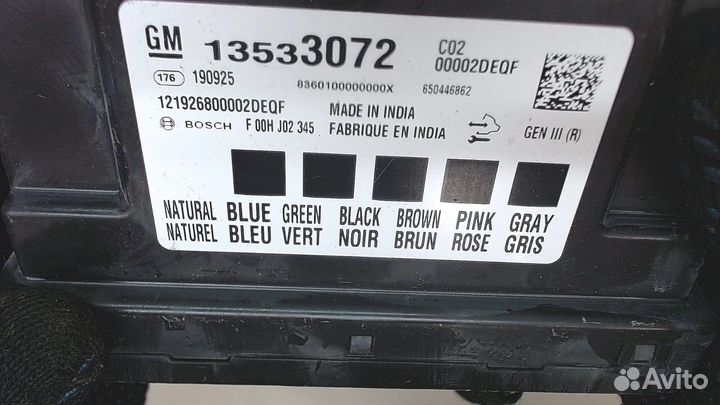 GM 13533072 C02
00002DEQF
176 190925 8360100000000X 650446862
121926800002DEQF MADE IN INDIA
BOSCH F 00H J02 345 FABRIQUE EN INDIA GEN III (R)
NATURAL BLUE GREEN BLACK BROWN PINK GRAY
NATUREL BLEU VERT NOIR BRUN ROSE GRIS
Avito